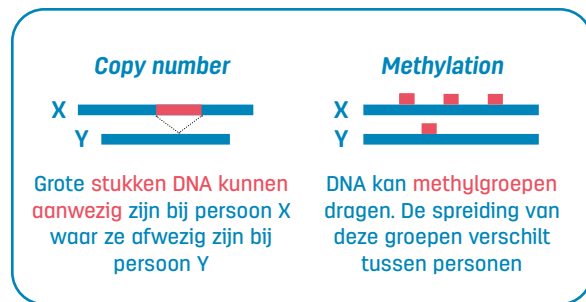 Copy number
X
Y
Grote stukken DNA kunnen
aanwezig zijn bij persoon X
waar ze afwezig zijn bij
persoon Y
Methylation
X
Y
DNA kan methylgroepen
dragen. De spreiding van
deze groepen verschilt
tussen personen